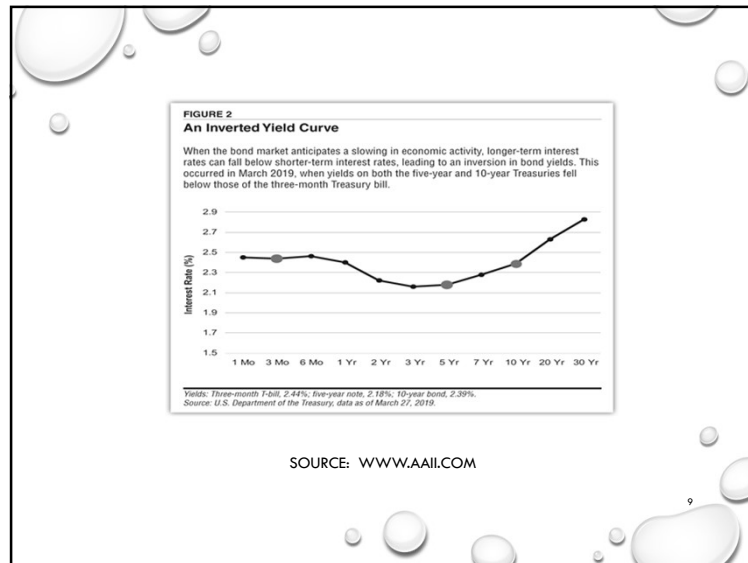 FIGURE 2
An Inverted Yield Curve
When the bond market anticipates a slowing in economic activity, longer-term interest
rates can fall below shorter-term interest rates, leading to an inversion in bond yields. This
occurred in March 2019, when yields on both the five-year and 10-year Treasuries fell
below those of the three-month Treasury bill.
Interest Rate (%)
2.9
2.7
2.5
2.3
2.1
1.9
1.7
1.5
1 Mo 3 Mo 6 Mo 1 Yr 2 Yr 3 Yr 5 Yr 7 Yr 10 Yr 20 Yr 30 Yr
Yields: Three-month T-bill, 2.44%; five-year note, 2.18%; 10-year bond, 2.39%.
Source: U.S. Department of the Treasury, data as of March 27, 2019.
SOURCE: WWW.AAII.COM
9